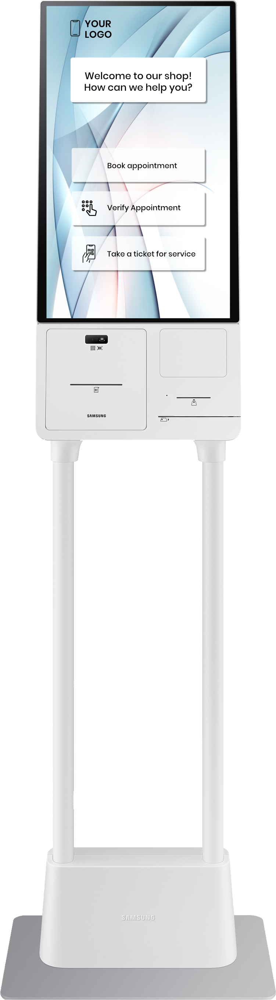 YOUR
LOGO
Welcome to our shop!
How can we help you?
Book appointment
Verify Appointment
Take a ticket for service
SAMSUNG
SAMSUNG